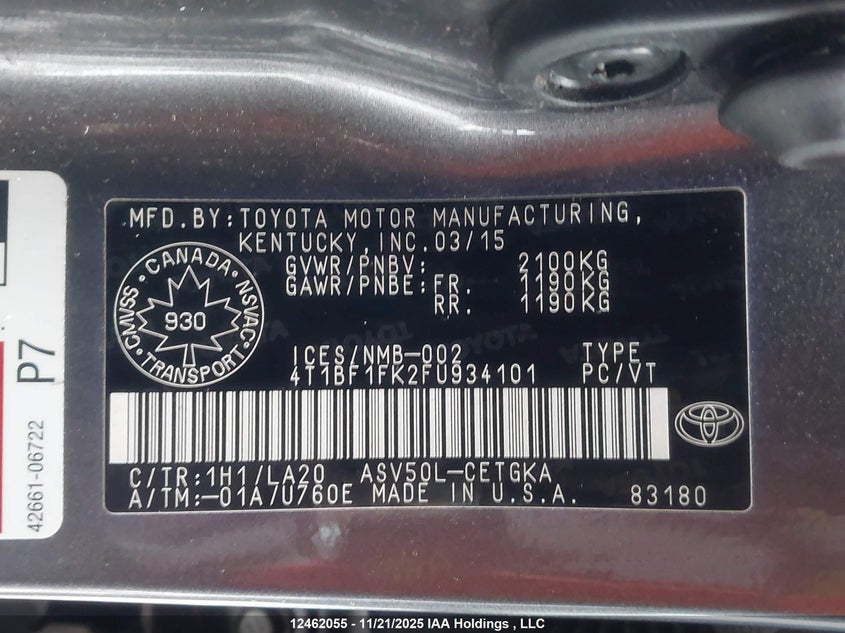 MFD.BY:TOYOTA MOTOR MANUFACTURING,
KENTUCKY,INC.03/15
GVWR/PNBV: 2100KG
GAWR/PNBE:FR. 1190KG
RR. 1190KG
CANADA
CMVSS 930 NSVAC
TRANSPORT
ICES/NMB-002 TYPE
4T1BF1FK2FU934101 PC/VT
C/TR:1H1/LA20 ASV50L-CETGKA
A/TM:-01A/U760E MADE IN U.S.A. 83180
P7
42661-06722
12462055 - 11/21/2025 IAA Holdings , LLC